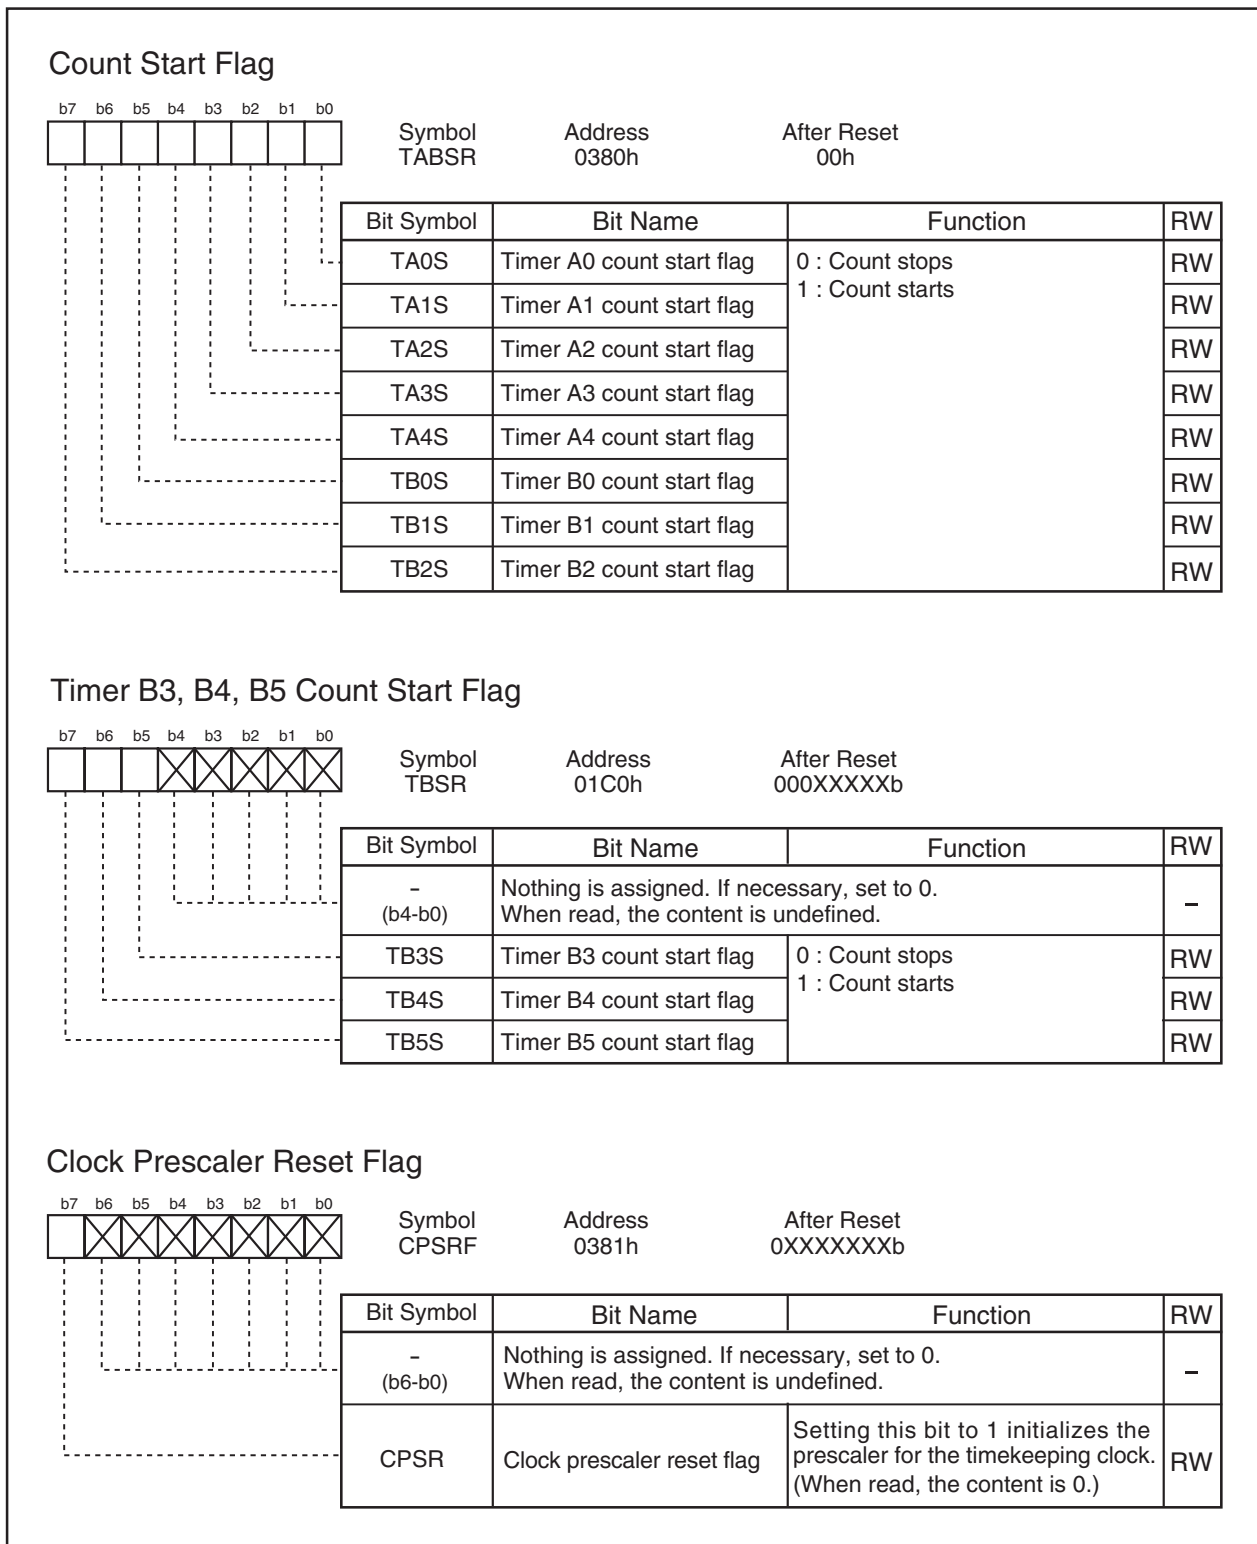 Count Start Flag
b7 b6 b5 b4 b3 b2 b1 b0
Symbol Address After Reset
TABSR 0380h 00h
Bit Symbol Bit Name Function RW
TA0S Timer A0 count start flag 0 : Count stops RW
1 : Count starts
TA1S Timer A1 count start flag RW
TA2S Timer A2 count start flag RW
TA3S Timer A3 count start flag RW
TA4S Timer A4 count start flag RW
TB0S Timer B0 count start flag RW
TB1S Timer B1 count start flag RW
TB2S Timer B2 count start flag RW
Timer B3, B4, B5 Count Start Flag
b7 b6 b5 b4 b3 b2 b1 b0
Symbol Address After Reset
TBSR 01C0h 000XXXXXb
Bit Symbol Bit Name Function RW
– Nothing is assigned. If necessary, set to 0.
(b4-b0) When read, the content is undefined. –
TB3S Timer B3 count start flag 0 : Count stops RW
1 : Count starts
TB4S Timer B4 count start flag RW
TB5S Timer B5 count start flag RW
Clock Prescaler Reset Flag
b7 b6 b5 b4 b3 b2 b1 b0
Symbol Address After Reset
CPSRF 0381h 0XXXXXXXb
Bit Symbol Bit Name Function RW
– Nothing is assigned. If necessary, set to 0.
(b6-b0) When read, the content is undefined. –
Setting this bit to 1 initializes the
CPSR Clock prescaler reset flag prescaler for the timekeeping clock. RW
(When read, the content is 0.)